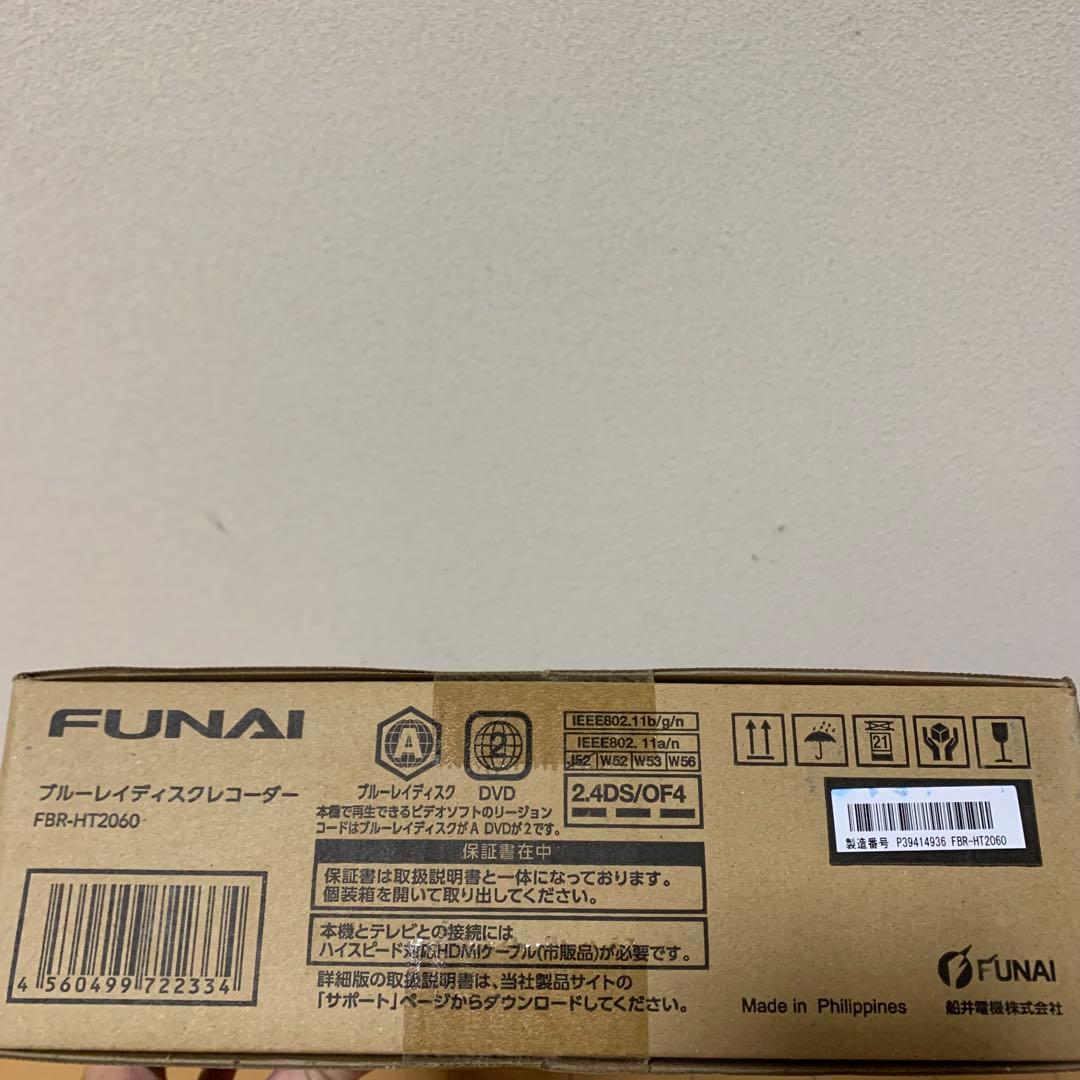 FUNAI
ブルーレイディスクレコーダー
FBR-HT2060
4 560499 722334
A
ブルーレイディスク
2
DVD
本機で再生できるビデオソフトのリージョン
コードはブルーレイディスクが A DVDが 2 です。
保証書在中
保証書は取扱説明書と一体になっております。
個装箱を開いて取り出してください。
本機とテレビとの接続には
ハイスピード対応HDMIケーブル(市販品)が必要です。
詳細版の取扱説明書は、当社製品サイトの
「サポート」ページからダウンロードしてください。
IEEE802.11b/g/n
IEEE802.11a/n
J52 W52 W53 W56
2.4DS/OF4
21
製造番号 P39414936 FBR-HT2060
Made in Philippines
FUNAI
船井電機株式会社